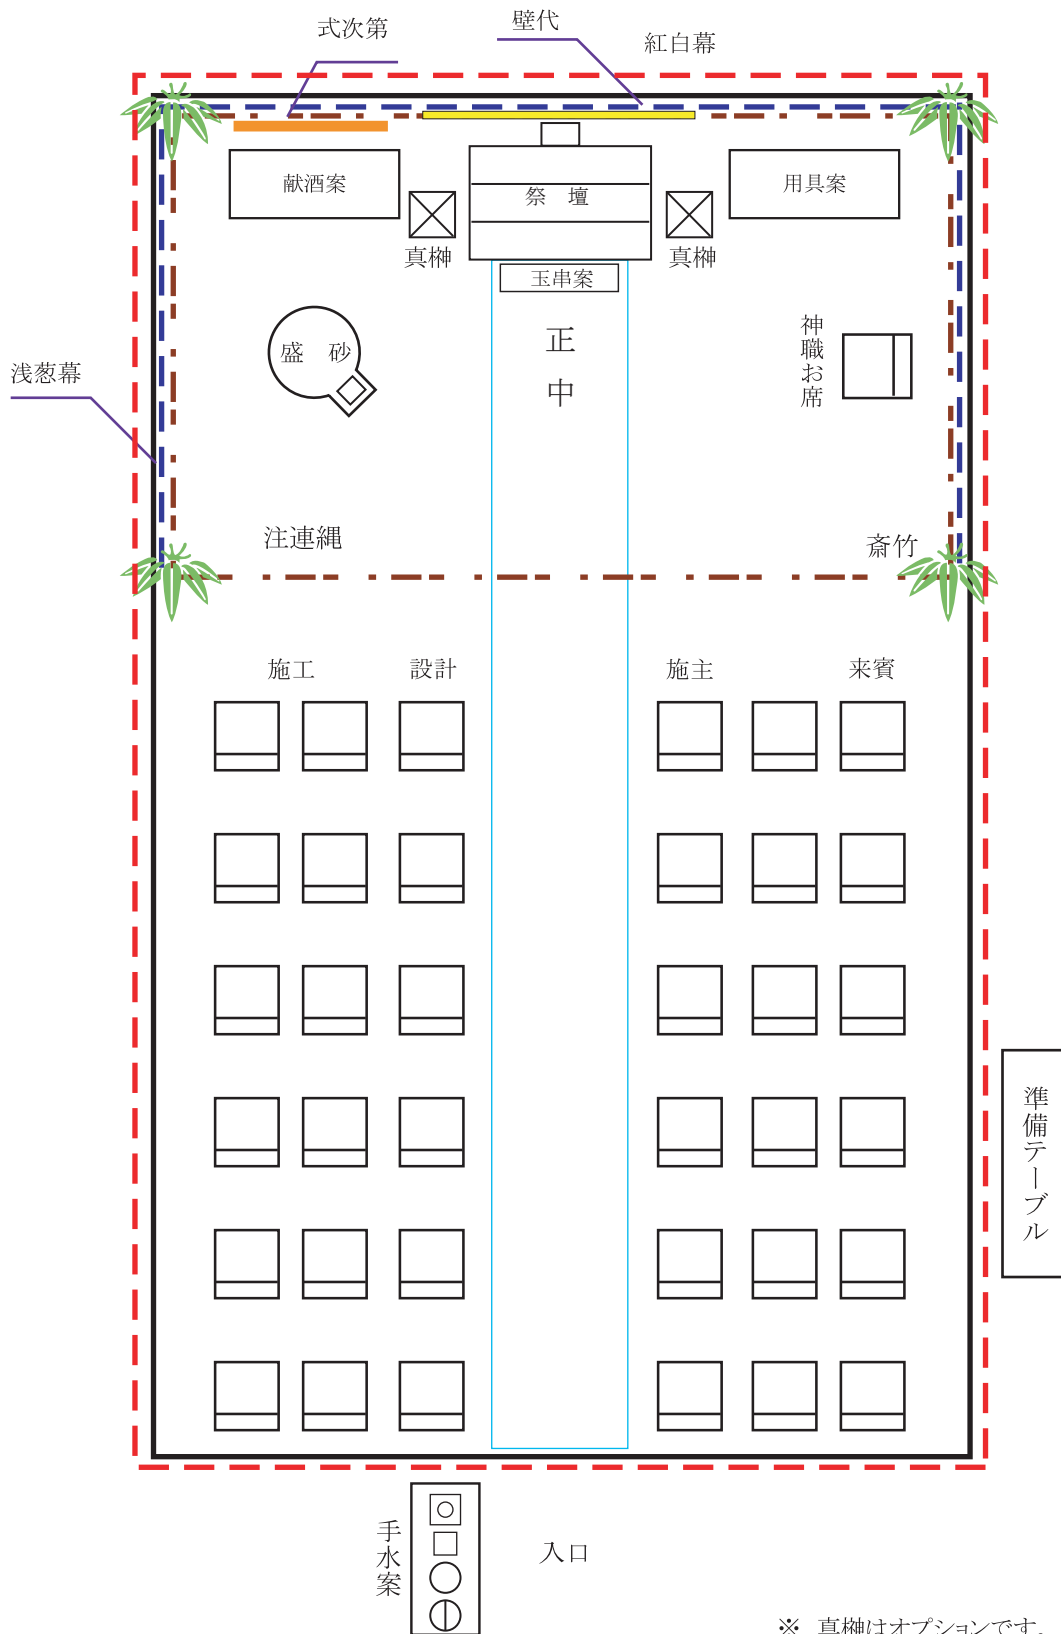 式次第
壁代
紅白幕
献酒案
祭　壇
用具案
真榊
真榊
玉串案
正中
盛　砂
神職お席
浅葱幕
注連縄
斎竹
施工
設計
施主
来賓
準備テーブル
手水案
入口
※ 真榊はオプションです。